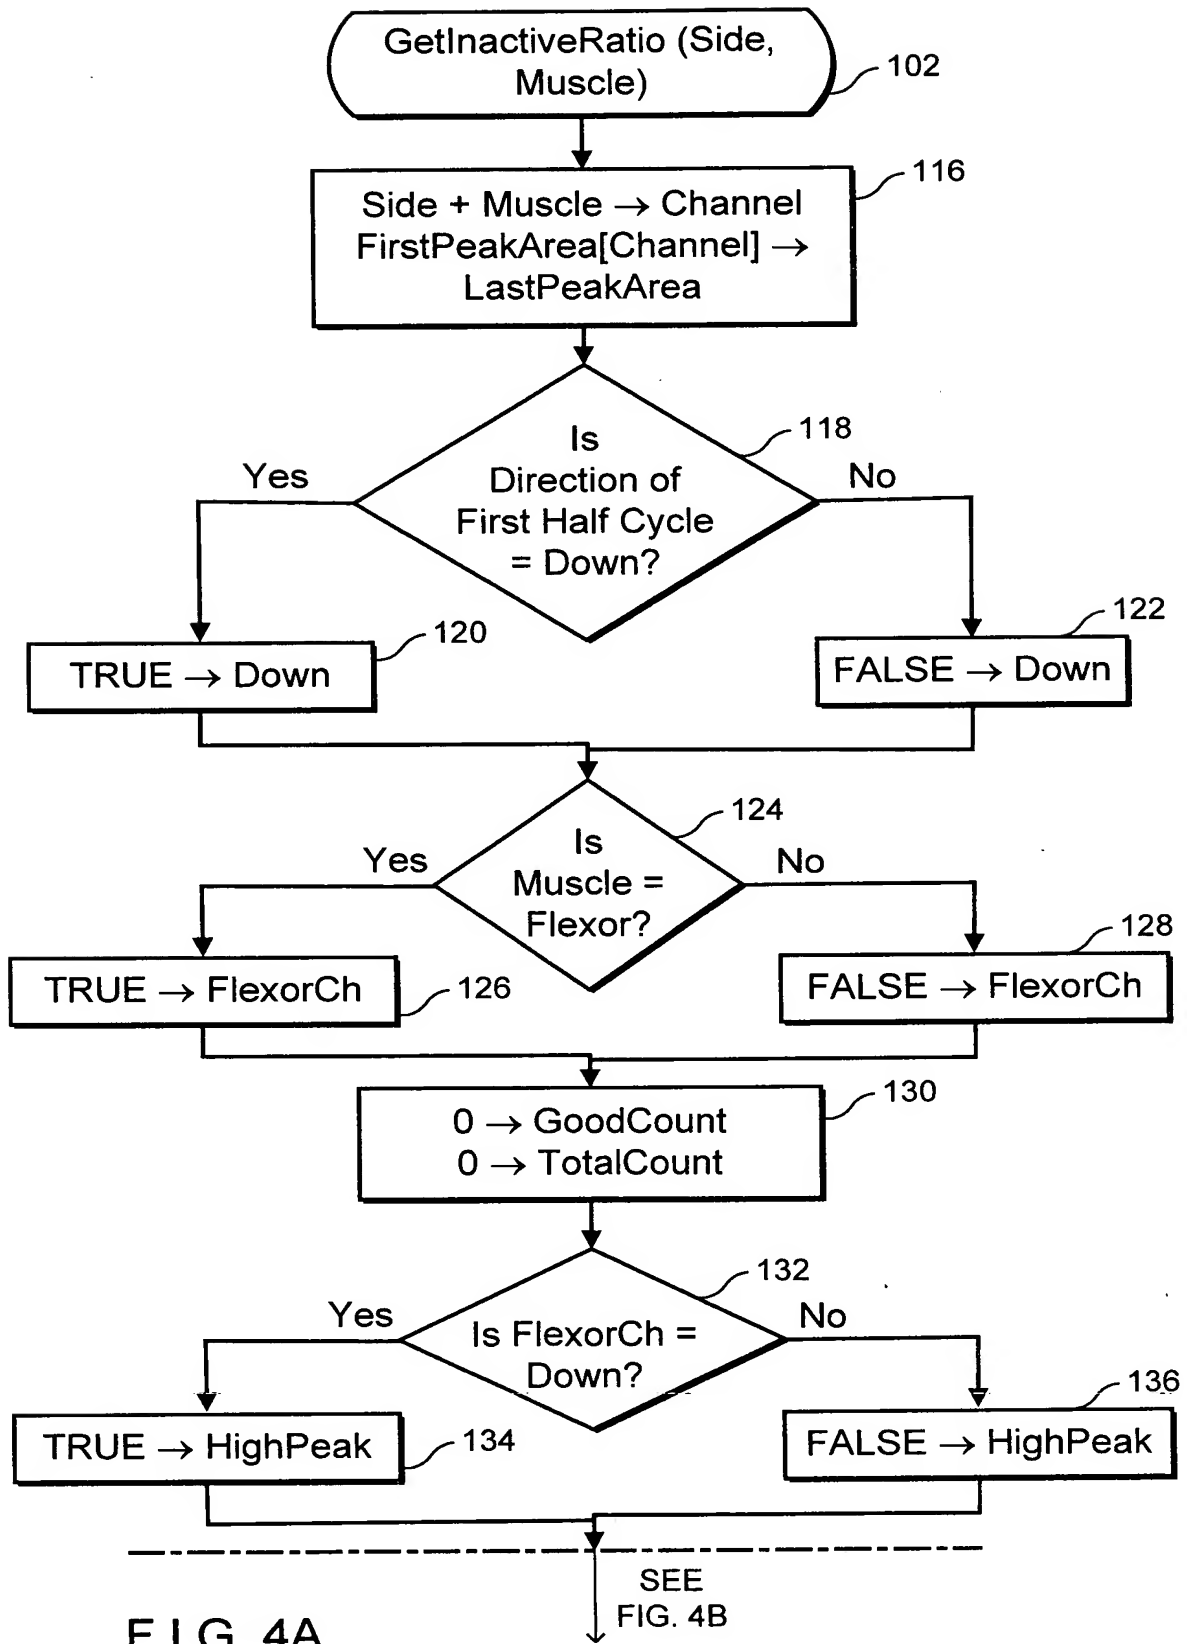 GetInactiveRatio (Side,
Muscle)
102
116
Side + Muscle → Channel
FirstPeakArea[Channel] →
LastPeakArea
118
Is
Direction of
First Half Cycle
= Down?
Yes
No
120
TRUE → Down
122
FALSE → Down
124
Is
Muscle =
Flexor?
Yes
No
TRUE → FlexorCh
126
128
FALSE → FlexorCh
130
0 → GoodCount
0 → TotalCount
132
Is FlexorCh =
Down?
Yes
No
TRUE → HighPeak
134
136
FALSE → HighPeak
SEE
FIG. 4B
FIG. 4A